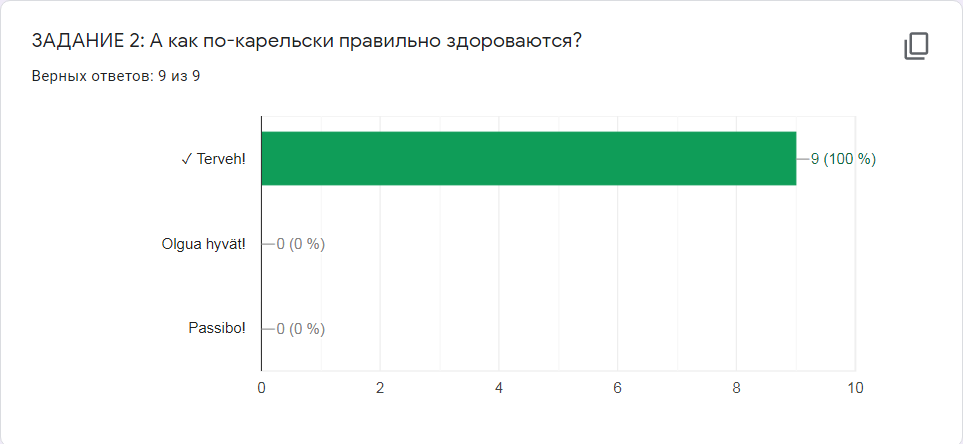 ЗАДАНИЕ 2: А как по-карельски правильно здороваются?
Верных ответов: 9 из 9
✓ Terveh!
9 (100 %)
Olgua hyvät!
0 (0 %)
Passibo!
0 (0 %)
0 2 4 6 8 10